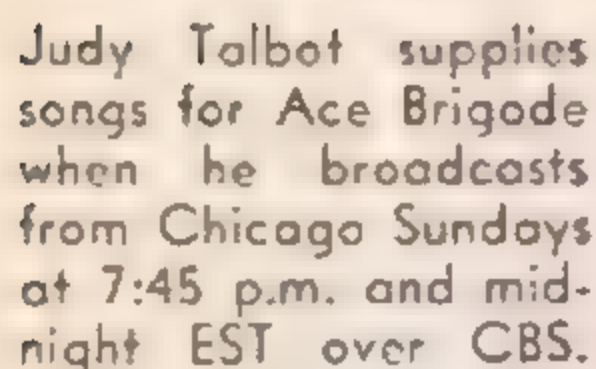 Judy Talbot supplies
songs for Ace Brigode
when he broadcasts
from Chicago Sundays
at 7:45 p.m. and mid-
night EST over CBS.